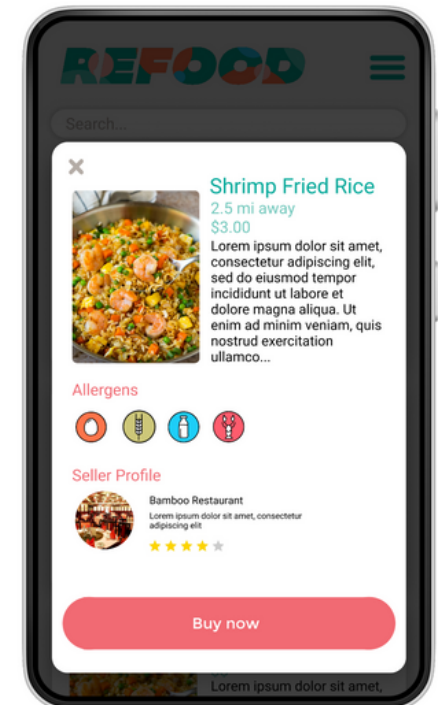 REFOOD
Search...
Shrimp Fried Rice
2.5 mi away
$3.00
Lorem ipsum dolor sit amet,
consectetur adipiscing elit,
sed do eiusmod tempor
incididunt ut labore et
dolore magna aliqua. Ut
enim ad minim veniam, quis
nostrud exercitation
ullamco...
Allergens
Seller Profile
Bamboo Restaurant
Lorem ipsum dolor sit amet, consectetur
adipiscing elit
Buy now
Lorem ipsum dolor sit amet,